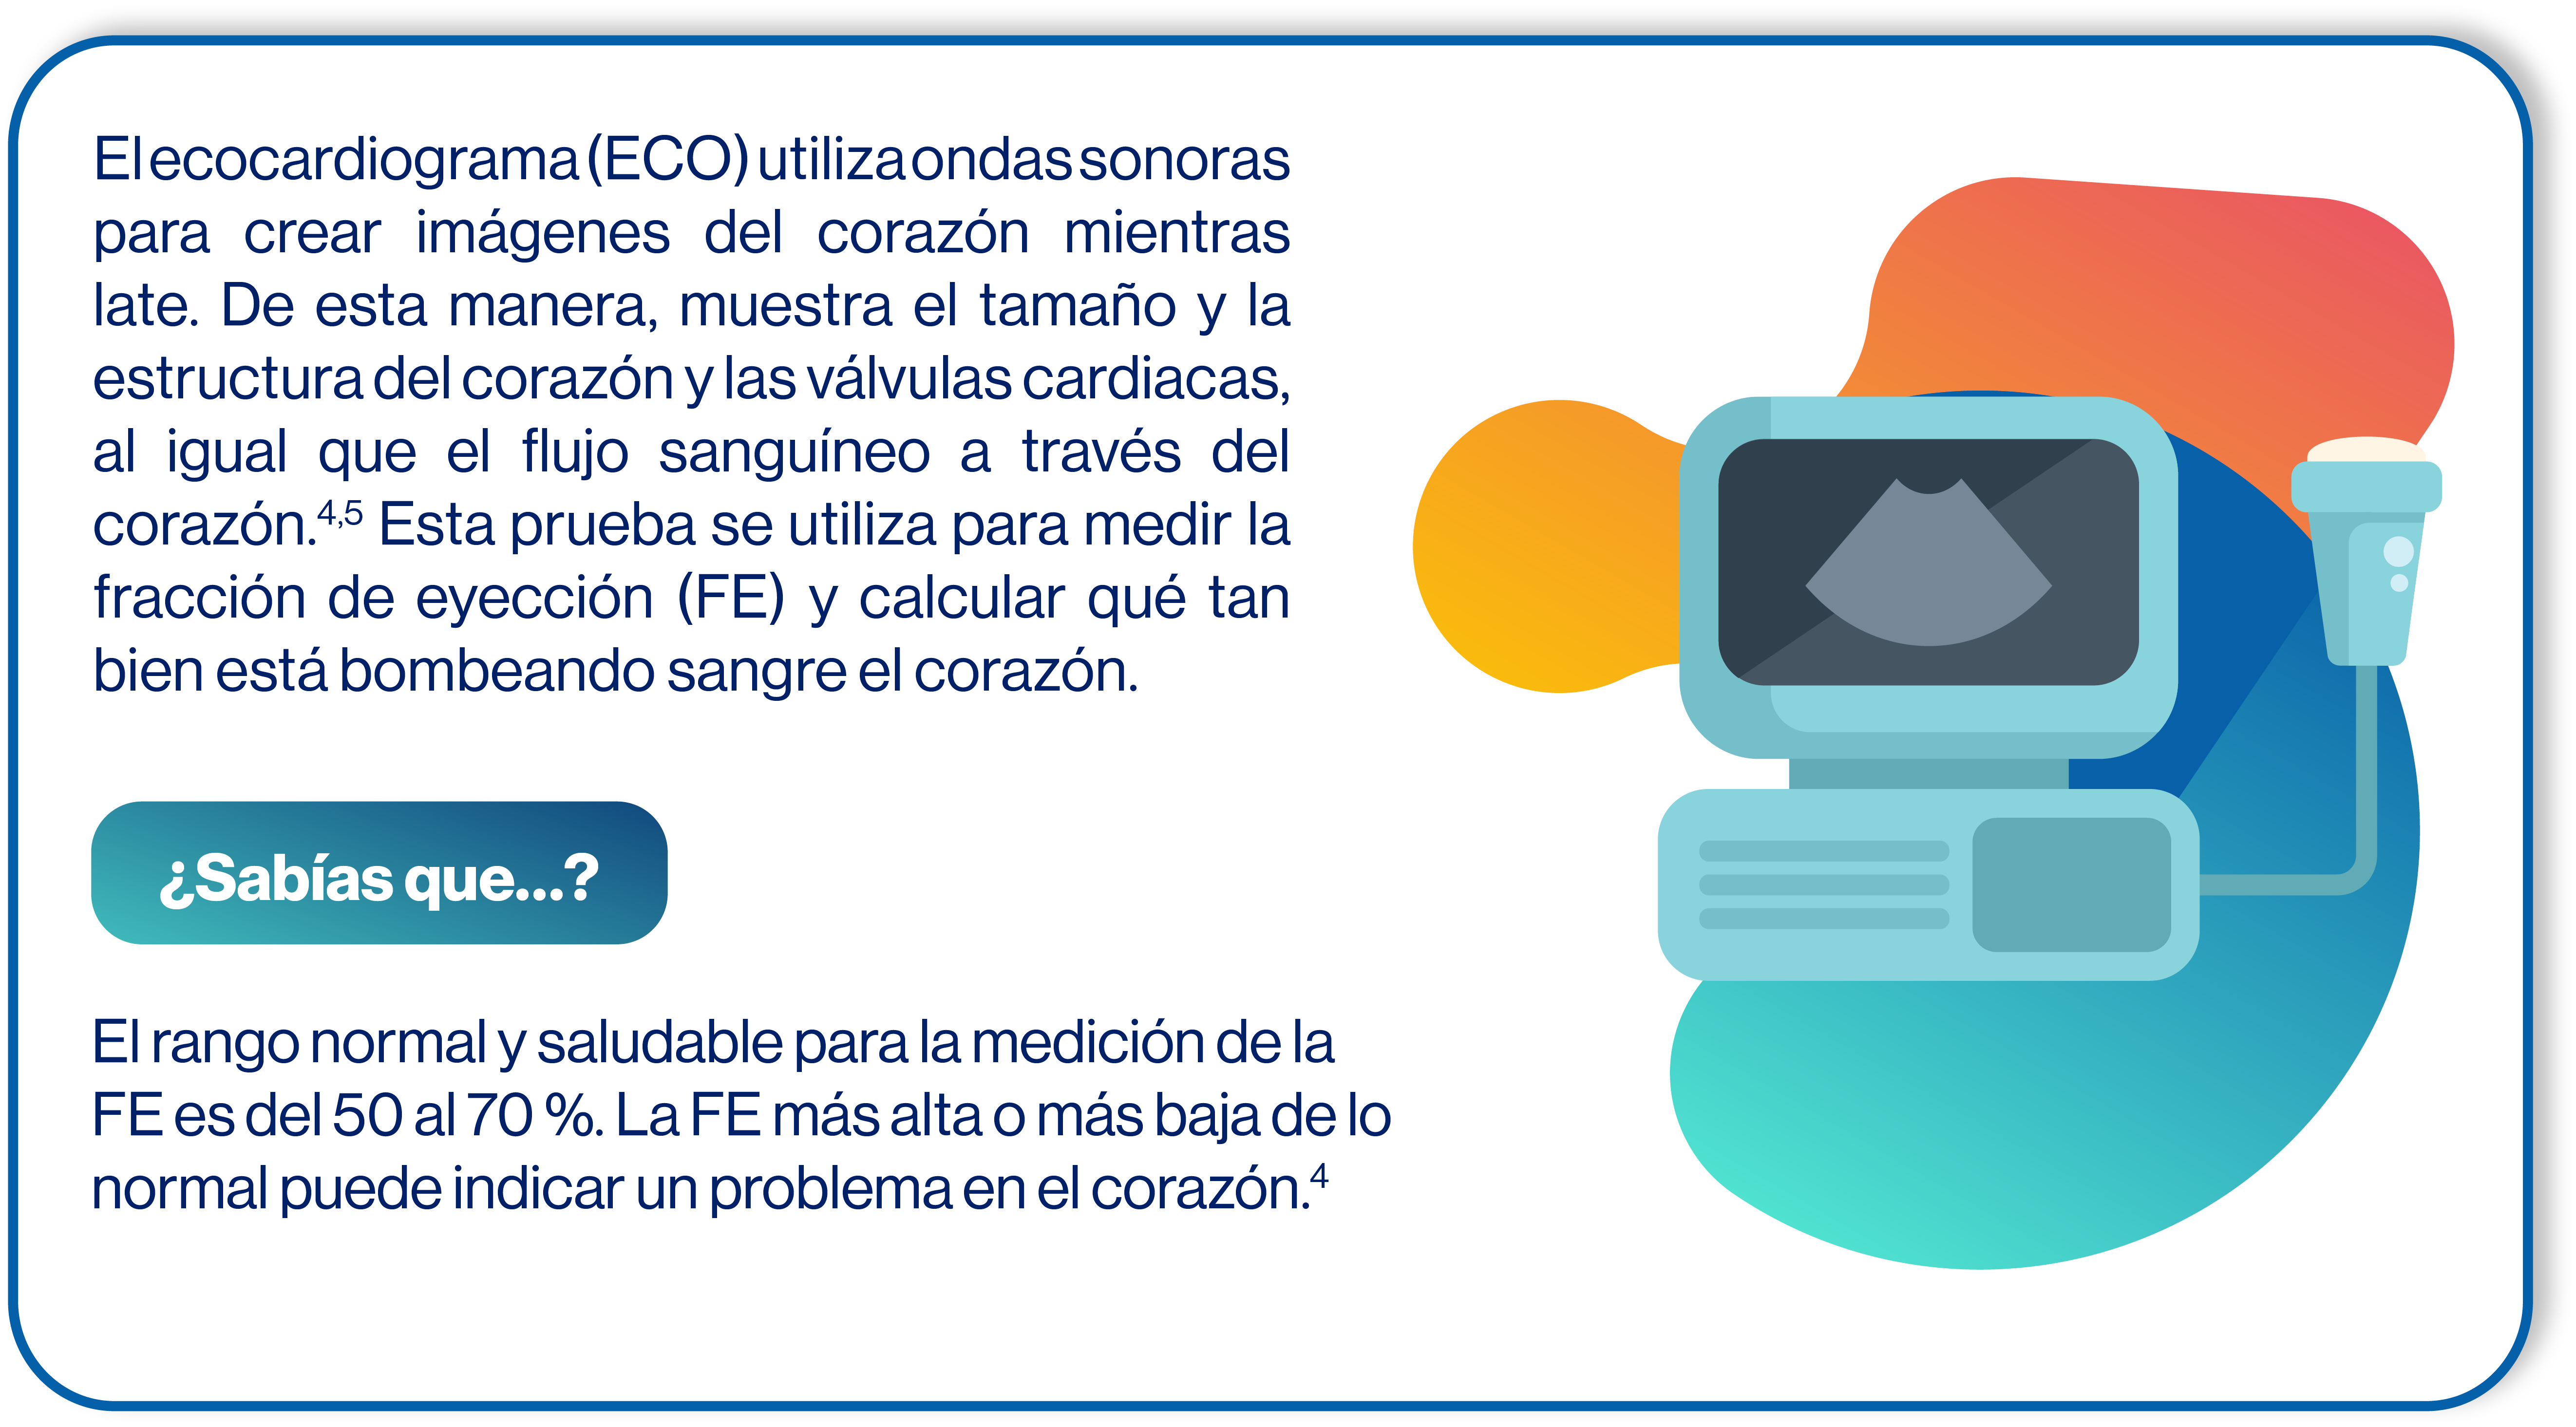 El ecocardiograma (ECO) utiliza ondas sonoras
para crear imágenes del corazón mientras
late. De esta manera, muestra el tamaño y la
estructura del corazón y las válvulas cardiacas,
al igual que el flujo sanguíneo a través del
corazón.⁴,⁵ Esta prueba se utiliza para medir la
fracción de eyección (FE) y calcular qué tan
bien está bombeando sangre el corazón.
¿Sabías que...?
El rango normal y saludable para la medición de la
FE es del 50 al 70 %. La FE más alta o más baja de lo
normal puede indicar un problema en el corazón.⁴